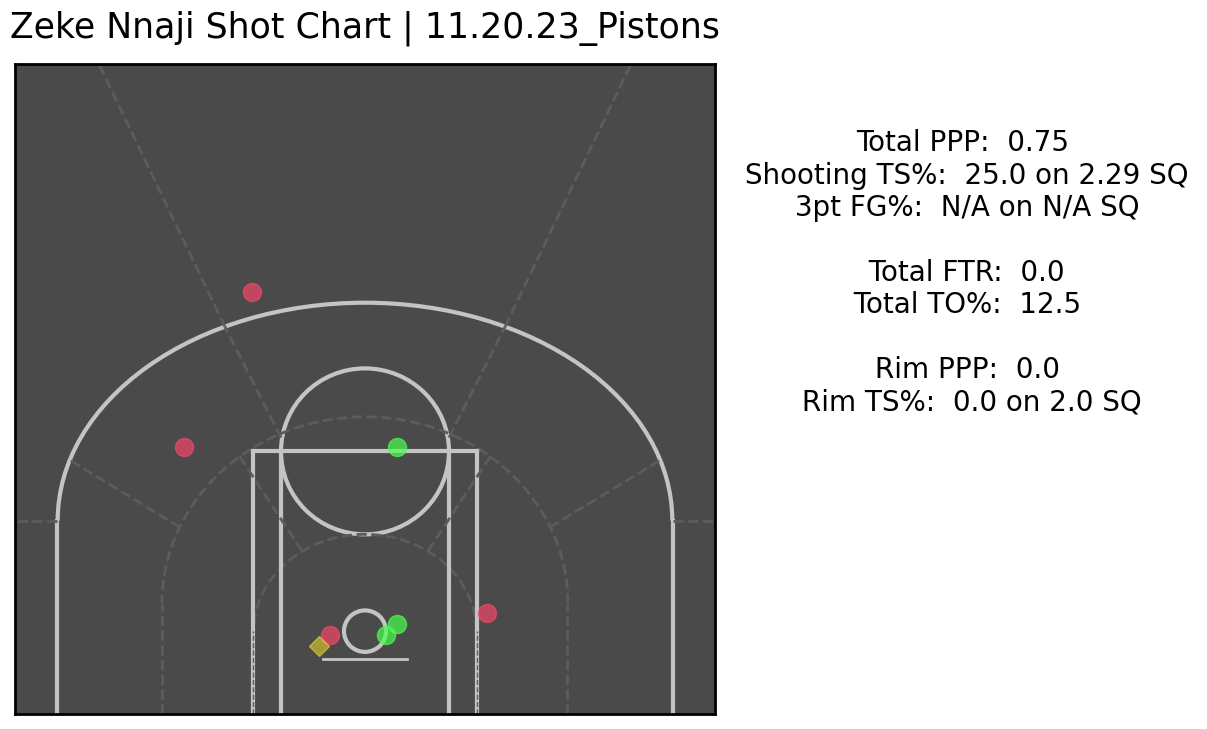 Zeke Nnaji Shot Chart | 11.20.23_Pistons
Total PPP:  0.75
Shooting TS%:  25.0 on 2.29 SQ
3pt FG%:  N/A on N/A SQ
Total FTR:  0.0
Total TO%:  12.5
Rim PPP:  0.0
Rim TS%:  0.0 on 2.0 SQ